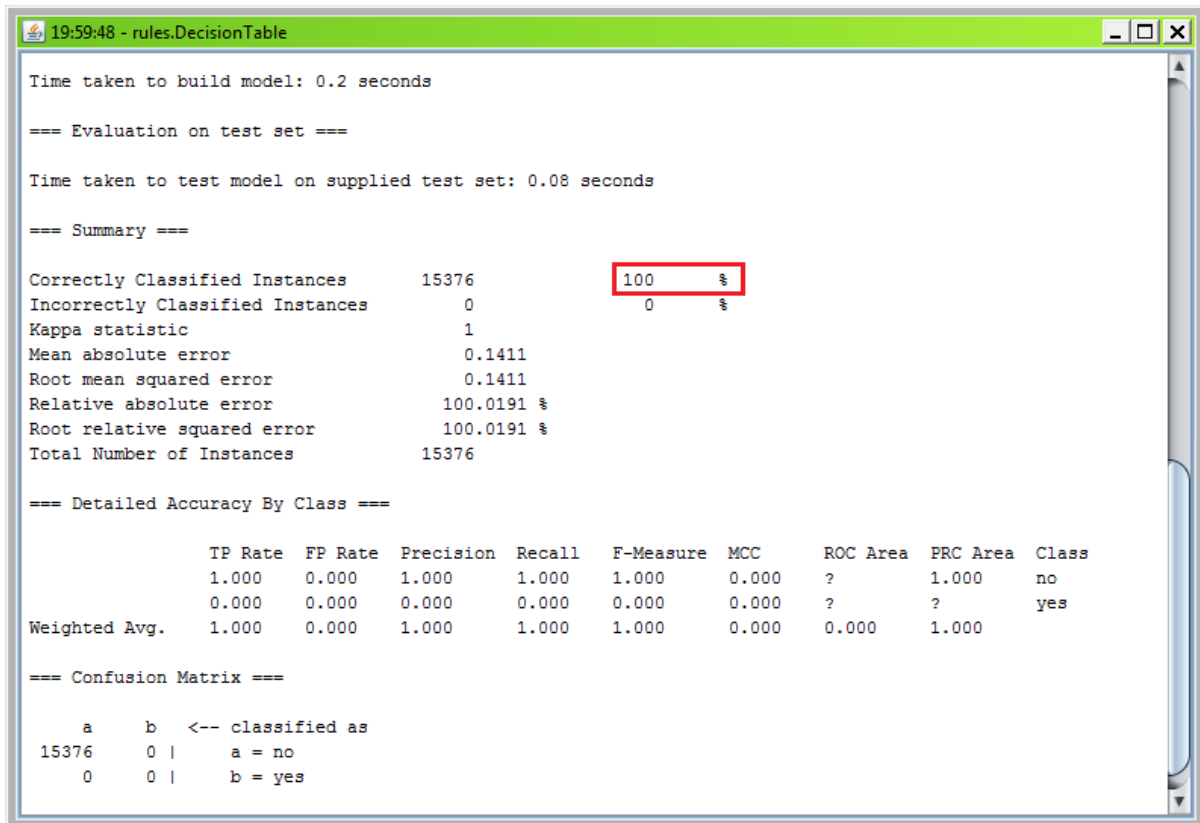 19:59:48 - rules.DecisionTable
Time taken to build model: 0.2 seconds
=== Evaluation on test set ===
Time taken to test model on supplied test set: 0.08 seconds
=== Summary ===
Correctly Classified Instances 15376 100 %
Incorrectly Classified Instances 0 0 %
Kappa statistic 1
Mean absolute error 0.1411
Root mean squared error 0.1411
Relative absolute error 100.0191 %
Root relative squared error 100.0191 %
Total Number of Instances 15376
=== Detailed Accuracy By Class ===
TP Rate FP Rate Precision Recall F-Measure MCC ROC Area PRC Area Class
1.000 0.000 1.000 1.000 1.000 0.000 ? 1.000 no
0.000 0.000 0.000 0.000 0.000 0.000 ? ? yes
Weighted Avg. 1.000 0.000 1.000 1.000 1.000 0.000 0.000 1.000
=== Confusion Matrix ===
a b <-- classified as
15376 0 | a = no
0 0 | b = yes